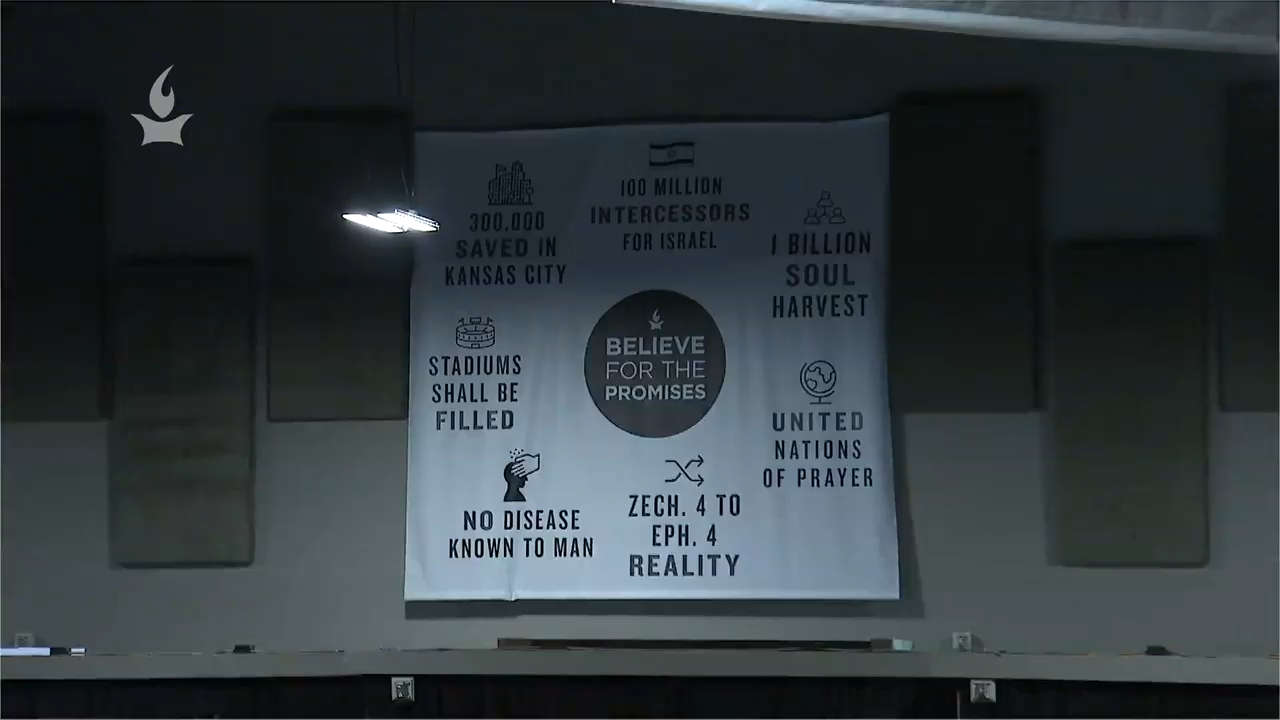 300,000
SAVED IN
KANSAS CITY
100 MILLION
INTERCESSORS
FOR ISRAEL
1 BILLION
SOUL
HARVEST
STADIUMS
SHALL BE
FILLED
BELIEVE
FOR THE
PROMISES
UNITED
NATIONS
OF PRAYER
NO DISEASE
KNOWN TO MAN
ZECH. 4 TO
EPH. 4
REALITY